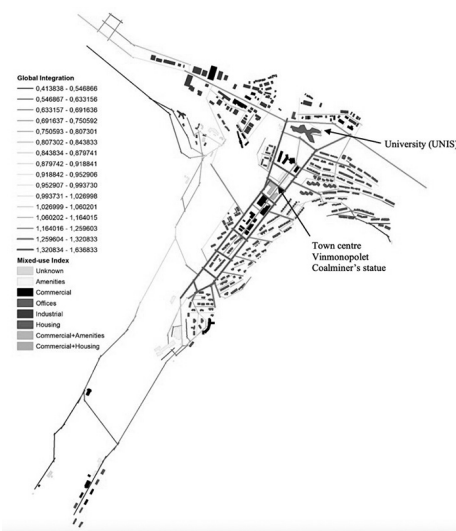 University (UNIS)
Town centre
Vinmonopolet
Coalminer's statue
Global Integration
0,413838 - 0,546866
0,546867 - 0,633156
0,633157 - 0,691636
0,691637 - 0,750592
0,750593 - 0,807301
0,807302 - 0,843833
0,843834 - 0,879741
0,879742 - 0,918841
0,918842 - 0,952906
0,952907 - 0,993730
0,993731 - 1,026998
1,026999 - 1,060201
1,060202 - 1,164015
1,164016 - 1,259603
1,259604 - 1,320833
1,320834 - 1,636833
Mixed-use Index
Unknown
Amenities
Commercial
Offices
Industrial
Housing
Commercial+Amenities
Commercial+Housing